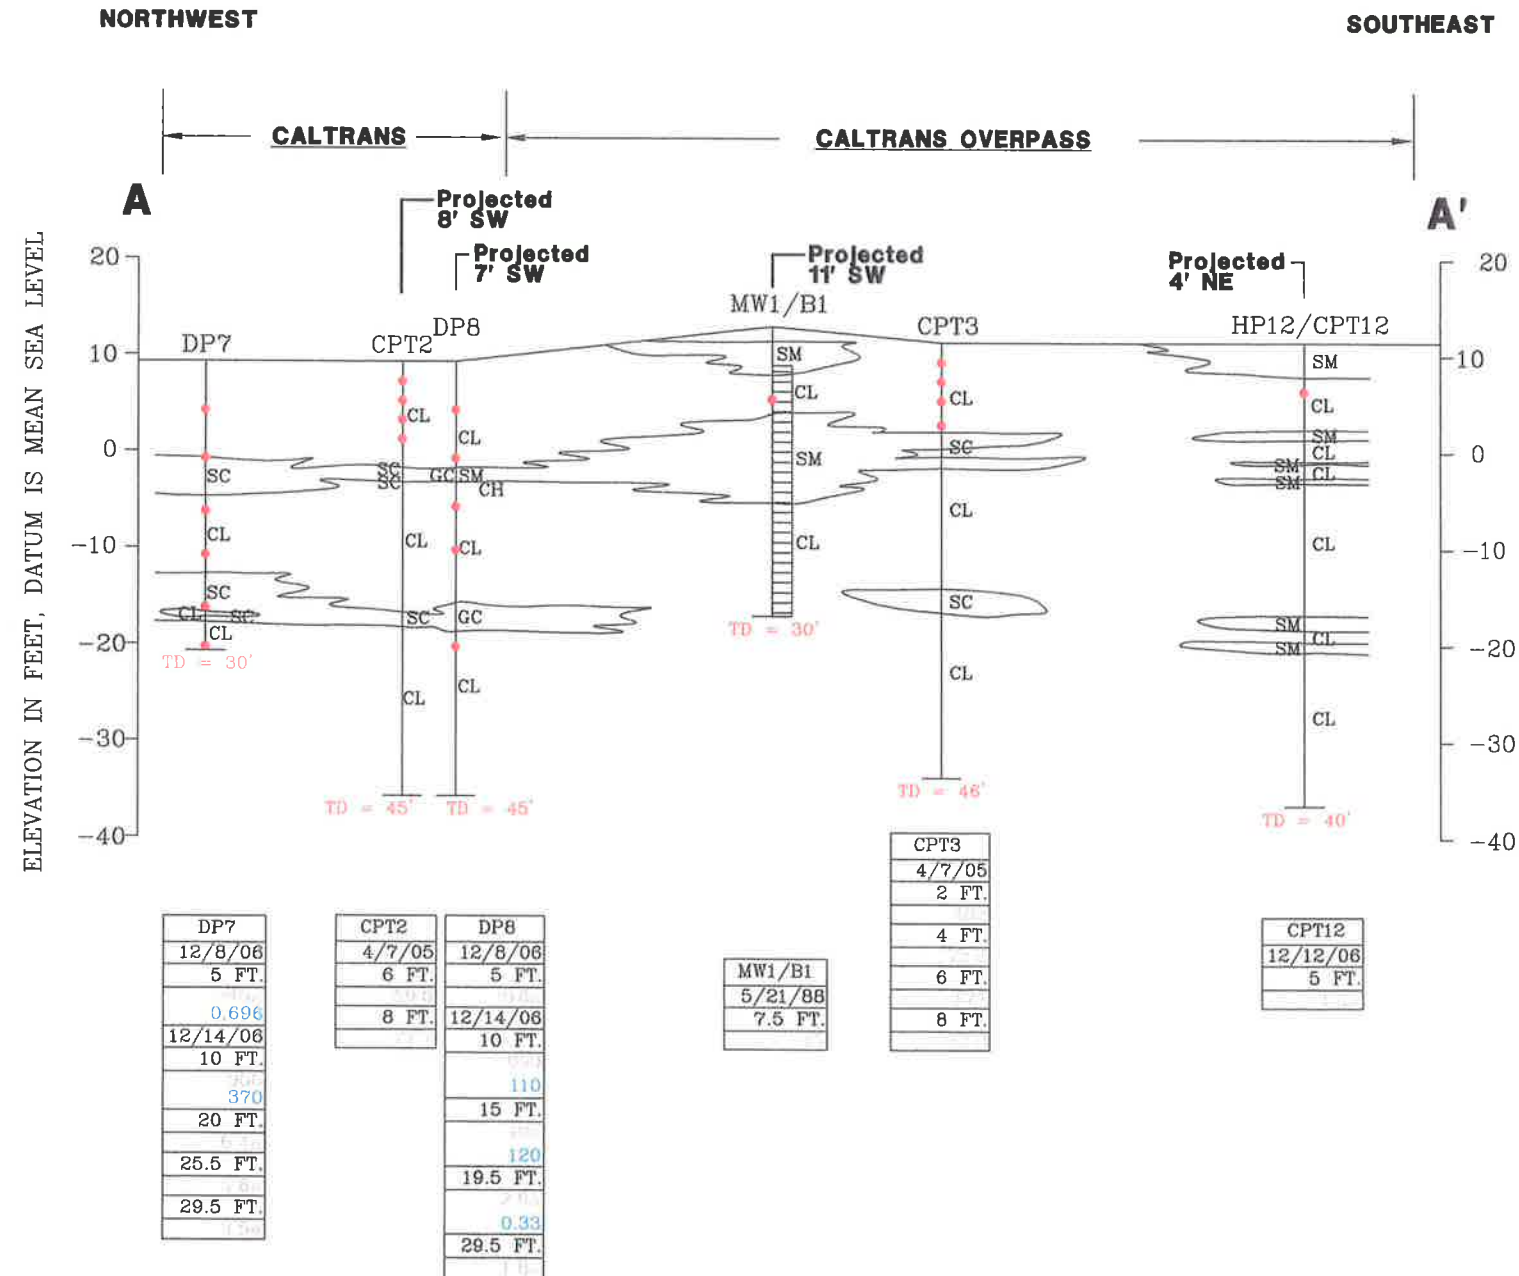 NORTHWEST
SOUTHEAST
CALTRANS
CALTRANS OVERPASS
A
A'
Projected
8' SW
Projected
7' SW
Projected
11' SW
Projected
4' NE
ELEVATION IN FEET, DATUM IS MEAN SEA LEVEL
20
10
0
-10
-20
-30
-40
20
10
0
-10
-20
-30
-40
DP7
SC
CL
SC
CL SC
CL
TD = 30'
CPT2
CL
SC
SC
CL
SC
CL
TD = 45'
DP8
CL
GC SM
CH
CL
GC
CL
TD = 45'
MW1/B1
SM
CL
SM
CL
TD = 30'
CPT3
CL
SC
CL
SC
CL
TD = 46'
HP12/CPT12
SM
CL
SM
CL
SM
CL
SM
CL
SM
CL
SM
CL
TD = 40'
DP7
12/8/06
5 FT.
0.696
12/14/06
10 FT.
370
20 FT.
25.5 FT.
29.5 FT.
CPT2
4/7/05
6 FT.
8 FT.
DP8
12/8/06
5 FT.
12/14/06
10 FT.
110
15 FT.
120
19.5 FT.
0.33
29.5 FT.
MW1/B1
5/21/88
7.5 FT.
CPT3
4/7/05
2 FT.
4 FT.
6 FT.
8 FT.
CPT12
12/12/06
5 FT.